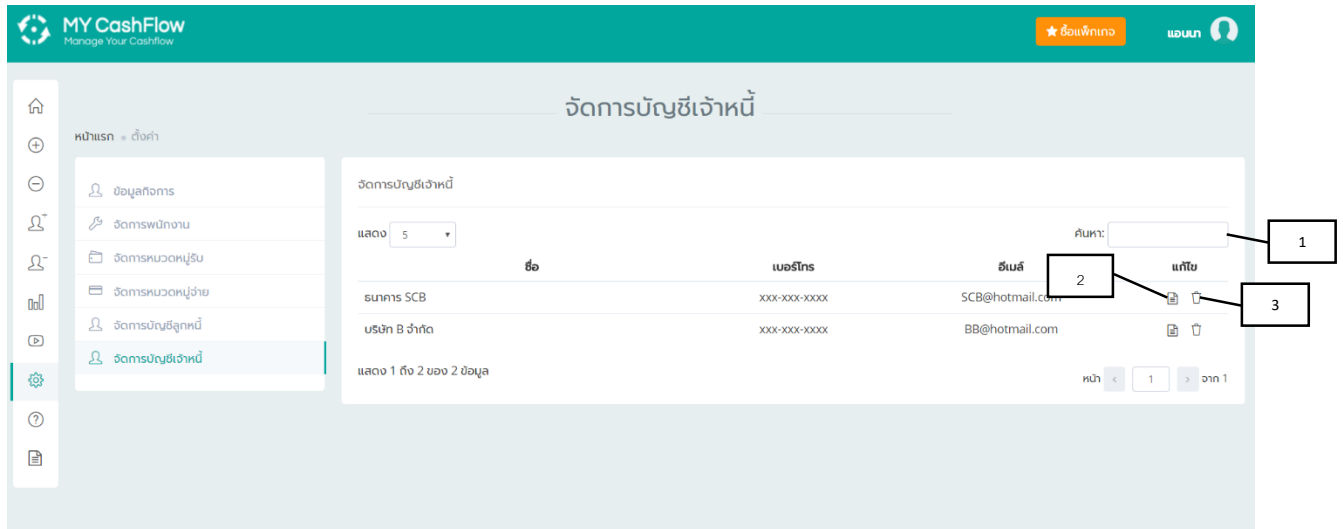 MY CashFlow
Manage Your Cashflow
ซื้อแพ็กเกจ
แอนนา
จัดการบัญชีเจ้าหนี้
หน้าแรก ตั้งค่า
ข้อมูลกิจการ
จัดการพนักงาน
จัดการหมวดหมู่รับ
จัดการหมวดหมู่จ่าย
จัดการบัญชีลูกหนี้
จัดการบัญชีเจ้าหนี้
จัดการบัญชีเจ้าหนี้
แสดง 5
ค้นหา:
1
ชื่อ เบอร์โทร อีเมล์ แก้ไข
2
ธนาคาร SCB xxx-xxx-xxxx SCB@hotmail.com
3
บริษัท B จำกัด xxx-xxx-xxxx BB@hotmail.com
แสดง 1 ถึง 2 ของ 2 ข้อมูล
หน้า < 1 > จาก 1